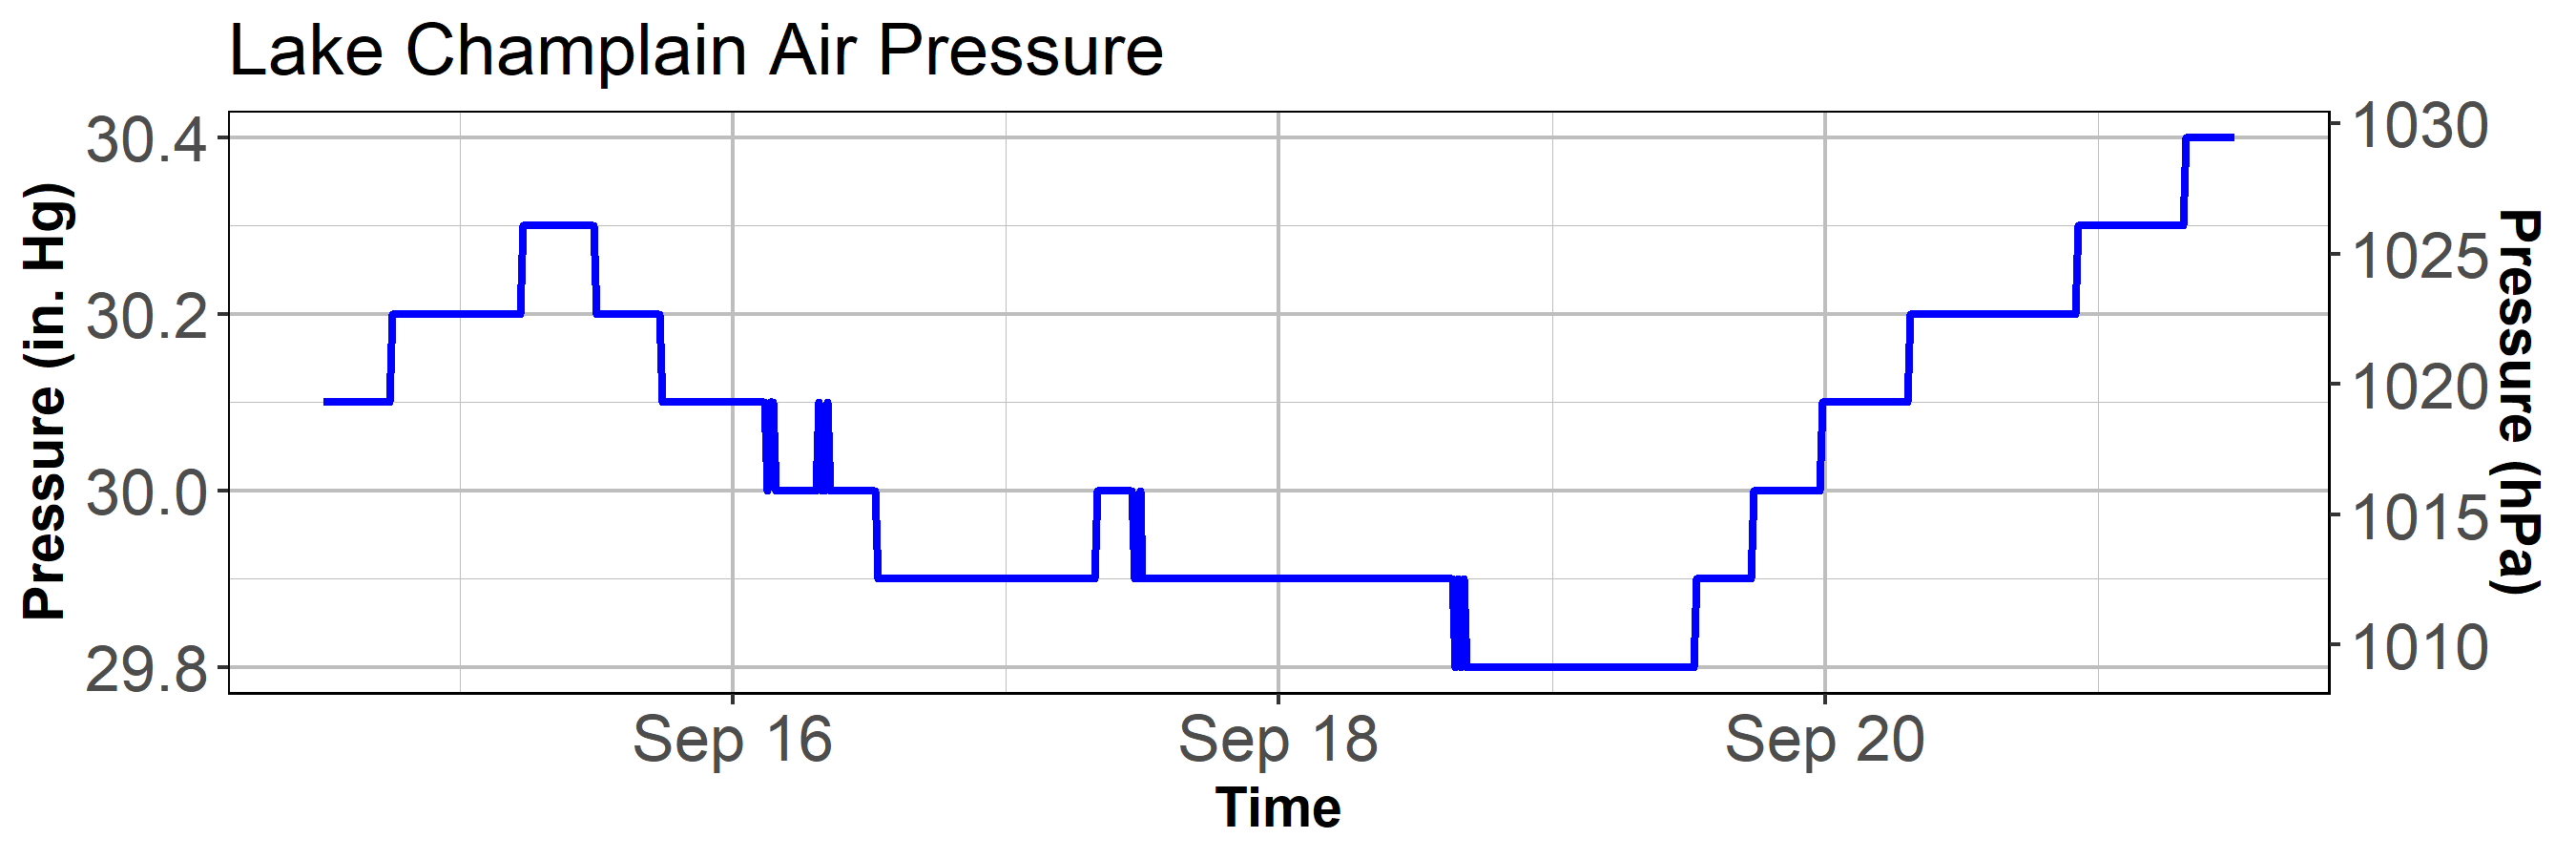 Lake Champlain Air Pressure
30.4
30.2
30.0
29.8
Pressure (in. Hg)
1030
1025
1020
1015
1010
Pressure (hPa)
Sep 16
Sep 18
Sep 20
Time